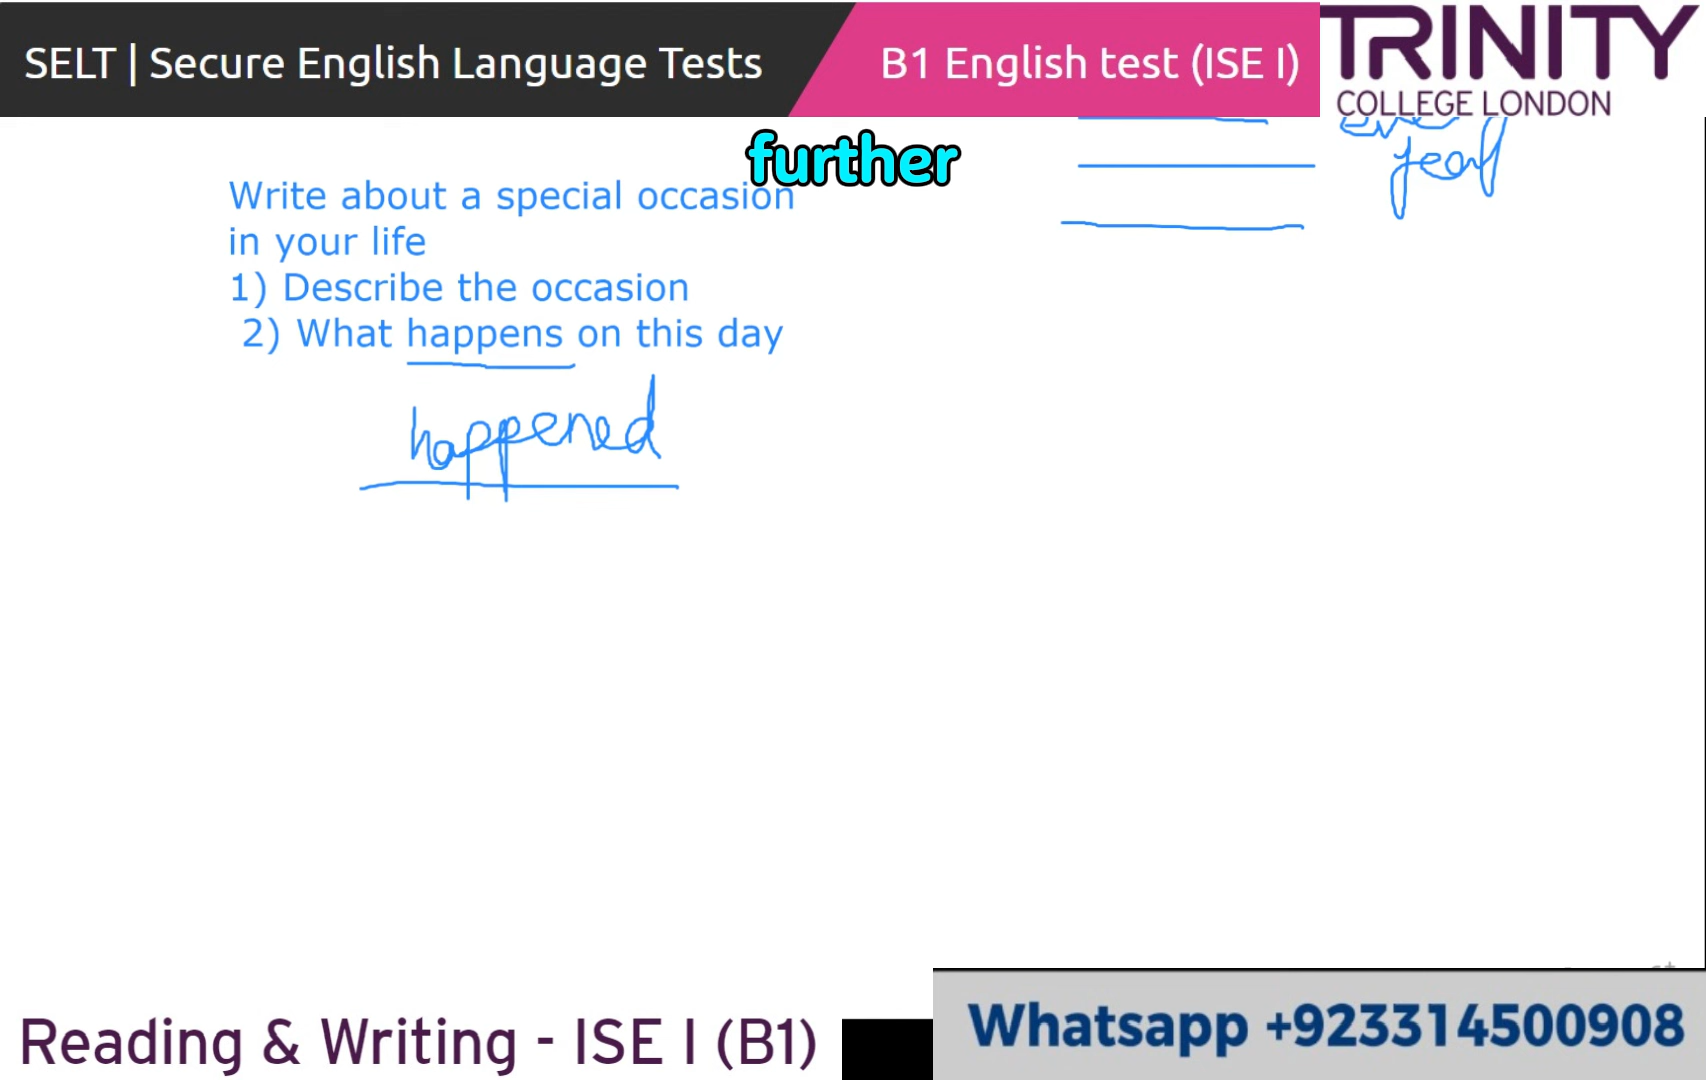 SELT | Secure English Language Tests
B1 English test (ISE I)
TRINITY
COLLEGE LONDON
further
year
Write about a special occasion
in your life
1) Describe the occasion
2) What happens on this day
happened
Reading & Writing - ISE I (B1)
Whatsapp +923314500908